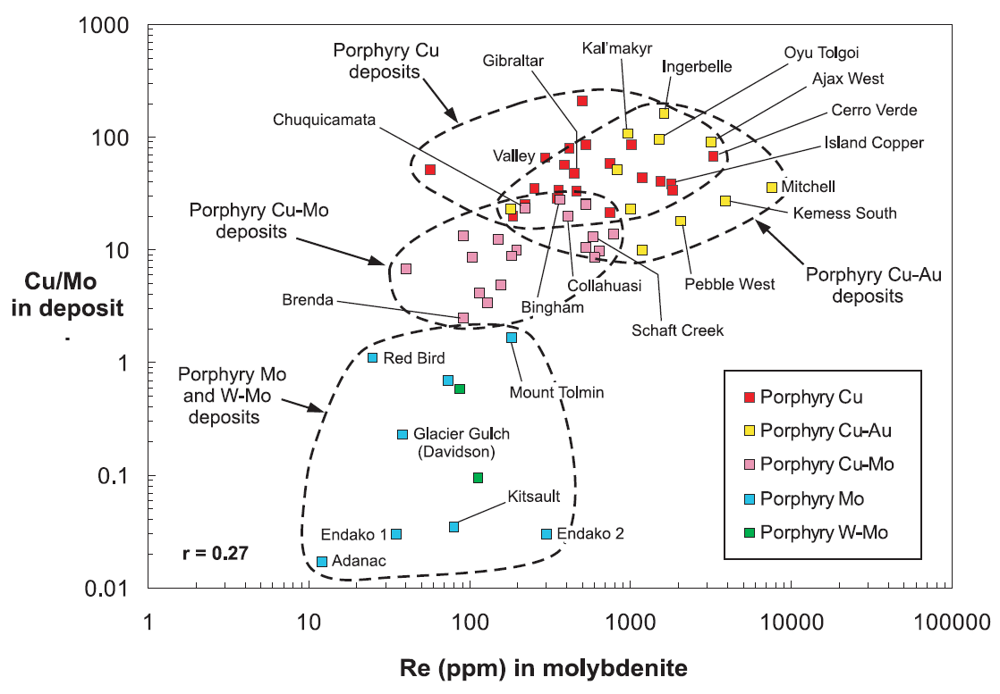 1000
100
10
1
0.1
0.01
Cu/Mo
in deposit
1
10
100
1000
10000
100000
Re (ppm) in molybdenite
Porphyry Cu
deposits
Gibraltar
Kal'makyr
Ingerbelle
Oyu Tolgoi
Ajax West
Cerro Verde
Island Copper
Chuquicamata
Valley
Mitchell
Kemess South
Porphyry Cu-Mo
deposits
Porphyry Cu-Au
deposits
Pebble West
Collahuasi
Bingham
Schaft Creek
Brenda
Mount Tolmin
Red Bird
Porphyry Mo
and W-Mo
deposits
Glacier Gulch
(Davidson)
Kitsault
Endako 1
Endako 2
Adanac
r = 0.27
Porphyry Cu
Porphyry Cu-Au
Porphyry Cu-Mo
Porphyry Mo
Porphyry W-Mo